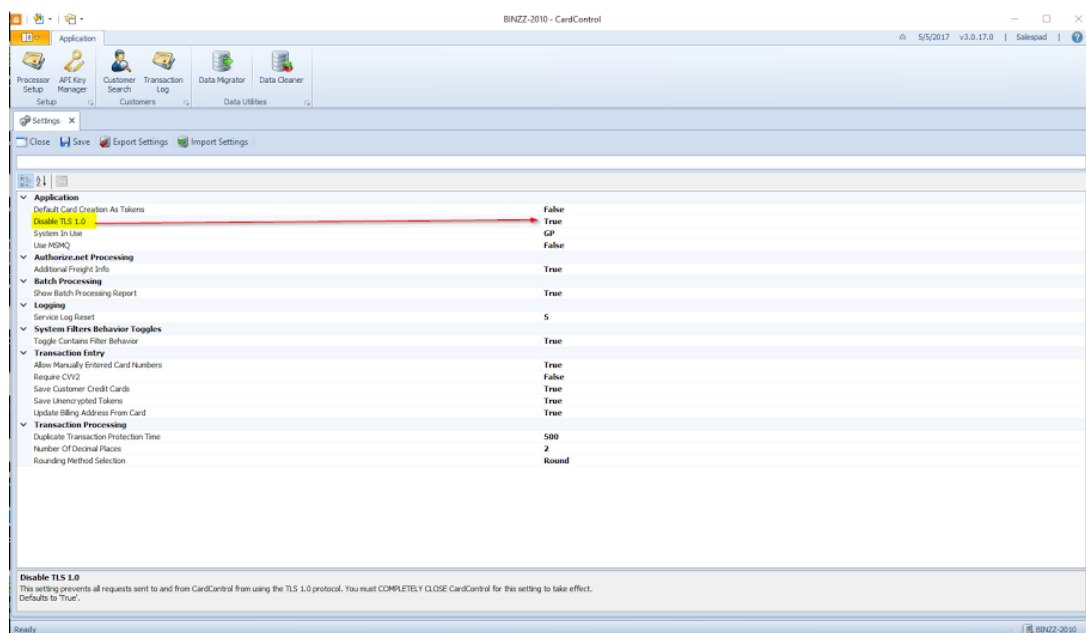 BINZZ-2010 - CardControl
Application
5/5/2017 v3.0.17.0 | Salespad |
Processor Setup
API Key Manager
Customer Search
Transaction Log
Data Migrator
Data Cleaner
Setup
Customers
Data Utilities
Settings
Close Save Export Settings Import Settings
Application
Default Card Creation As Tokens False
Disable TLS 1.0 True
System In Use GP
Use MSMQ False
Authorize.net Processing
Additional Freight Info True
Batch Processing
Show Batch Processing Report True
Logging
Service Log Reset 5
System Filters Behavior Toggles
Toggle Contains Filter Behavior True
Transaction Entry
Allow Manually Entered Card Numbers True
Require CVV2 False
Save Customer Credit Cards True
Save Unencrypted Tokens True
Update Billing Address From Card True
Transaction Processing
Duplicate Transaction Protection Time 500
Number Of Decimal Places 2
Rounding Method Selection Round
Disable TLS 1.0
This setting prevents all requests sent to and from CardControl from using the TLS 1.0 protocol. You must COMPLETELY CLOSE CardControl for this setting to take effect.
Defaults to 'True'.
Ready BINZZ-2010